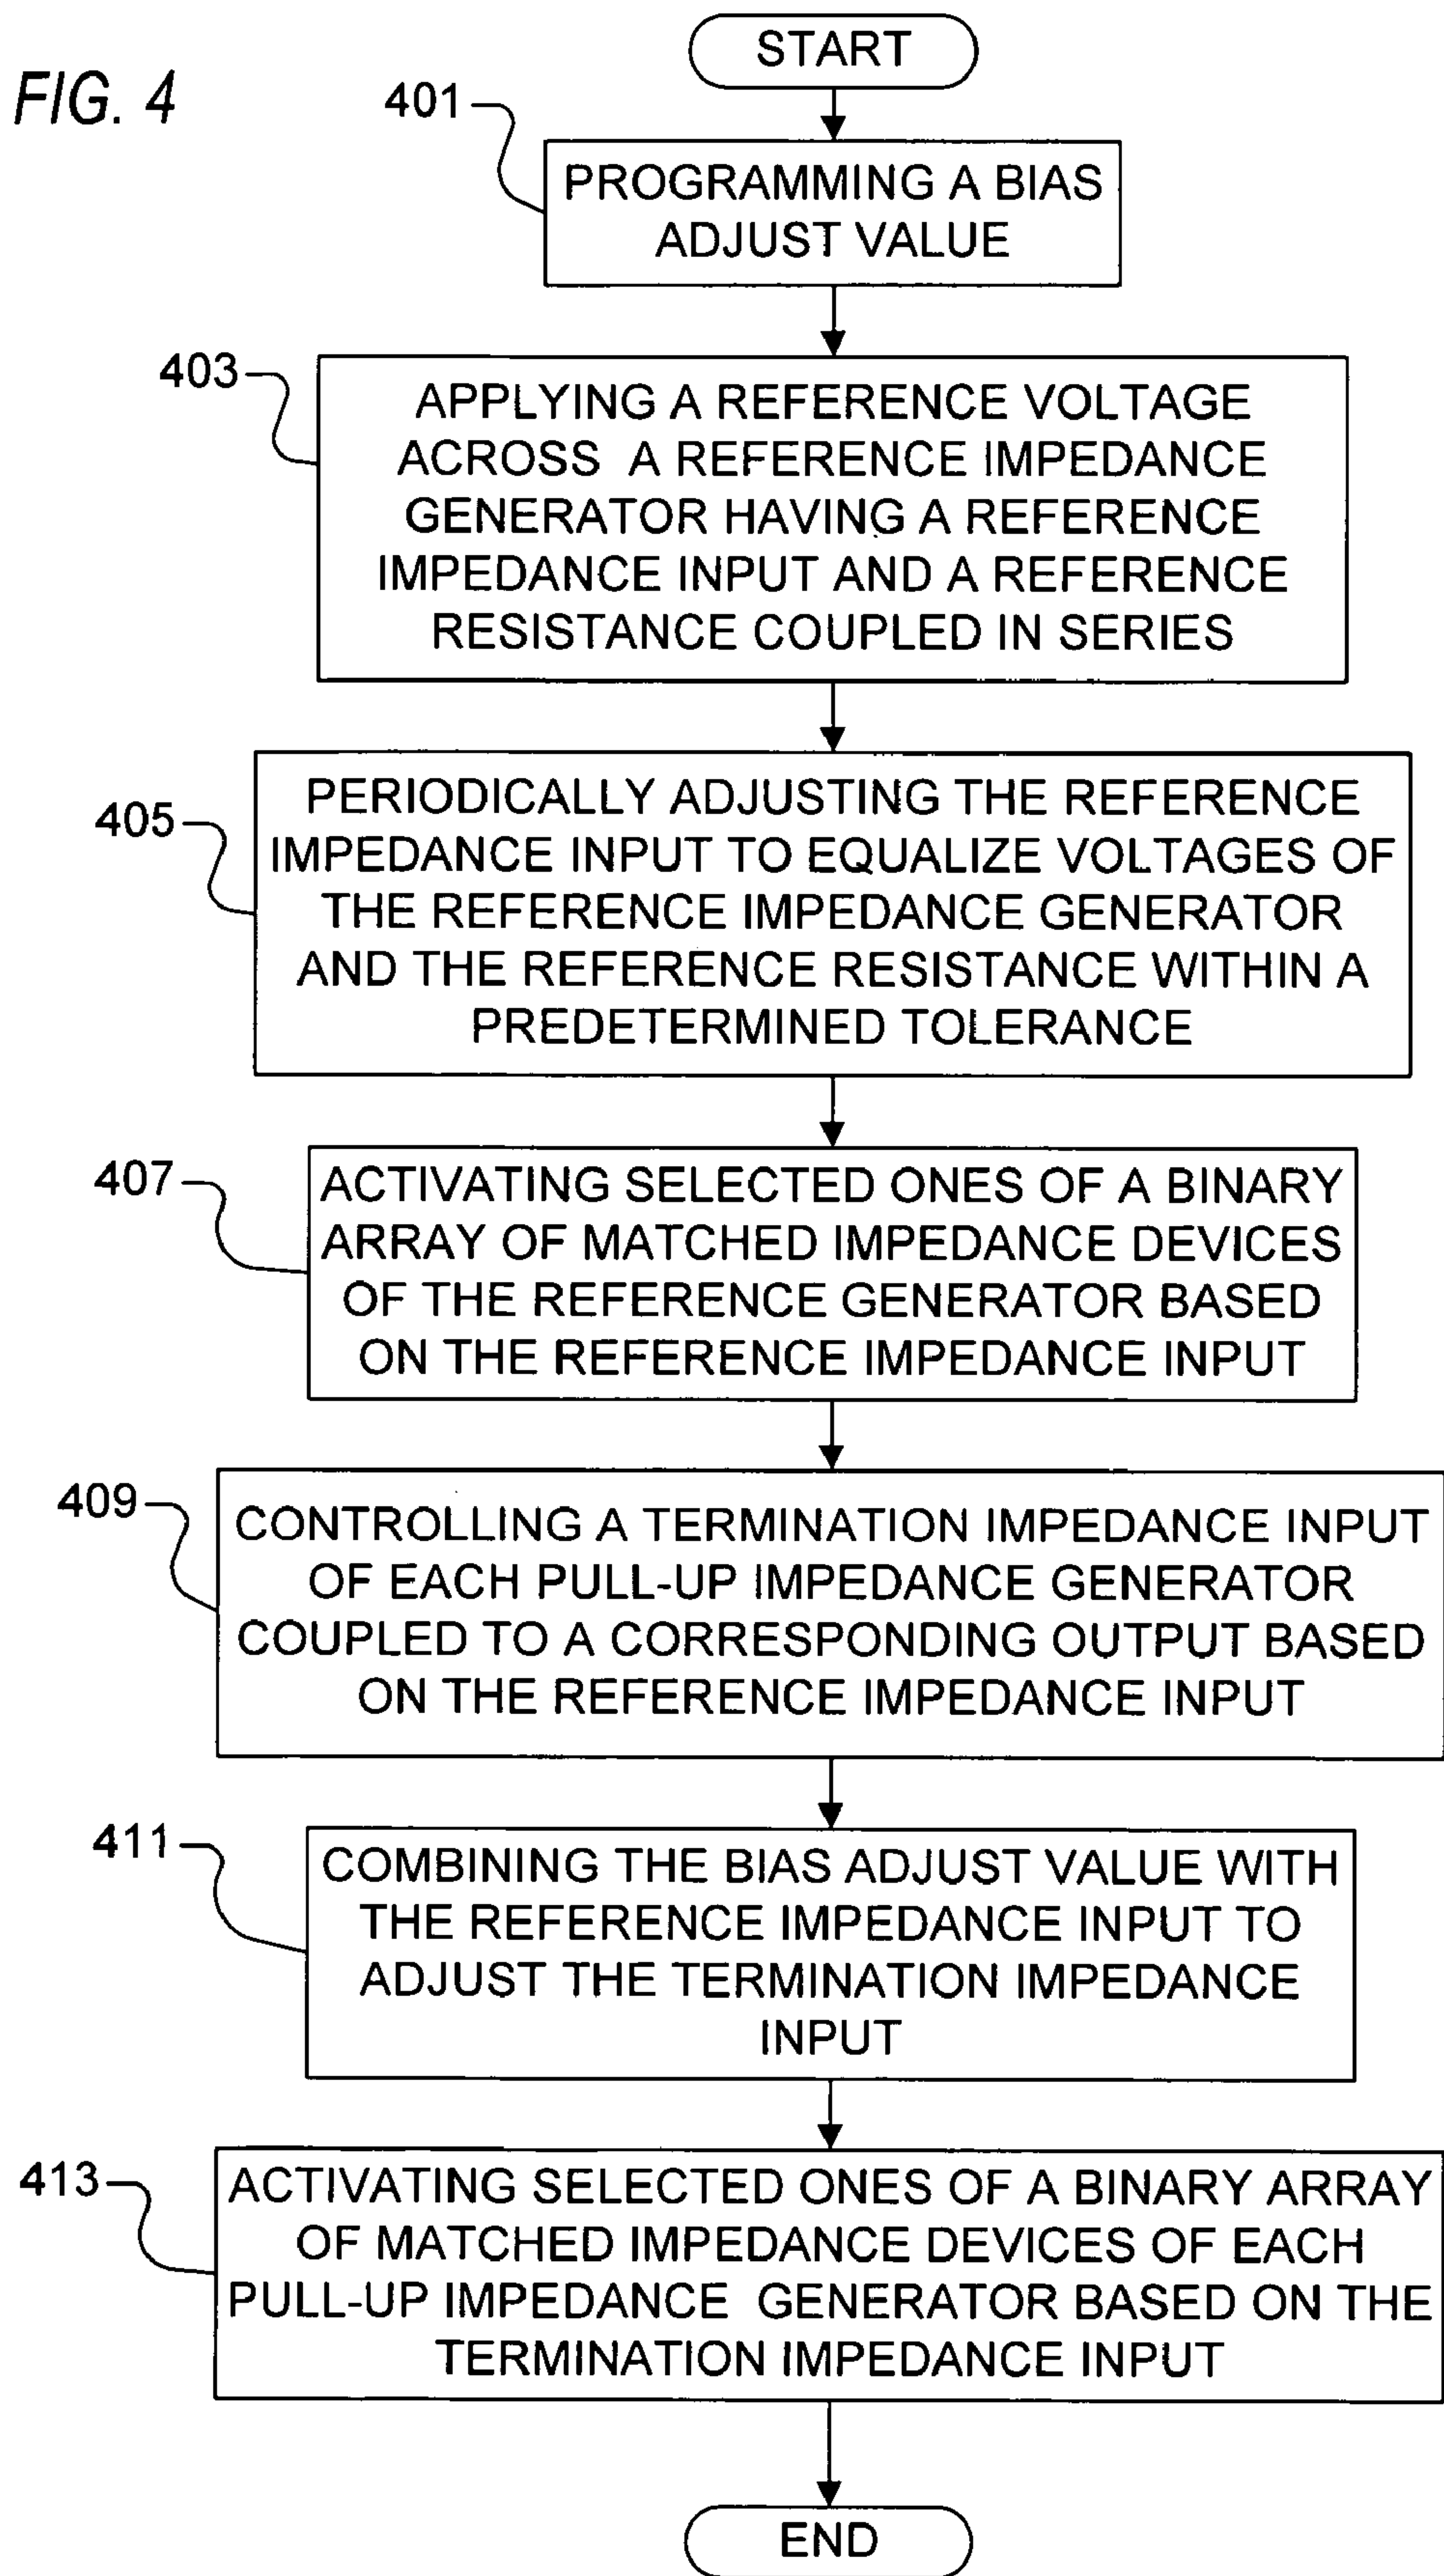 START
FIG. 4
401
PROGRAMMING A BIAS
ADJUST VALUE
403
APPLYING A REFERENCE VOLTAGE
ACROSS A REFERENCE IMPEDANCE
GENERATOR HAVING A REFERENCE
IMPEDANCE INPUT AND A REFERENCE
RESISTANCE COUPLED IN SERIES
405
PERIODICALLY ADJUSTING THE REFERENCE
IMPEDANCE INPUT TO EQUALIZE VOLTAGES OF
THE REFERENCE IMPEDANCE GENERATOR
AND THE REFERENCE RESISTANCE WITHIN A
PREDETERMINED TOLERANCE
407
ACTIVATING SELECTED ONES OF A BINARY
ARRAY OF MATCHED IMPEDANCE DEVICES
OF THE REFERENCE GENERATOR BASED
ON THE REFERENCE IMPEDANCE INPUT
409
CONTROLLING A TERMINATION IMPEDANCE INPUT
OF EACH PULL-UP IMPEDANCE GENERATOR
COUPLED TO A CORRESPONDING OUTPUT BASED
ON THE REFERENCE IMPEDANCE INPUT
411
COMBINING THE BIAS ADJUST VALUE WITH
THE REFERENCE IMPEDANCE INPUT TO
ADJUST THE TERMINATION IMPEDANCE
INPUT
413
ACTIVATING SELECTED ONES OF A BINARY ARRAY
OF MATCHED IMPEDANCE DEVICES OF EACH
PULL-UP IMPEDANCE GENERATOR BASED ON THE
TERMINATION IMPEDANCE INPUT
END